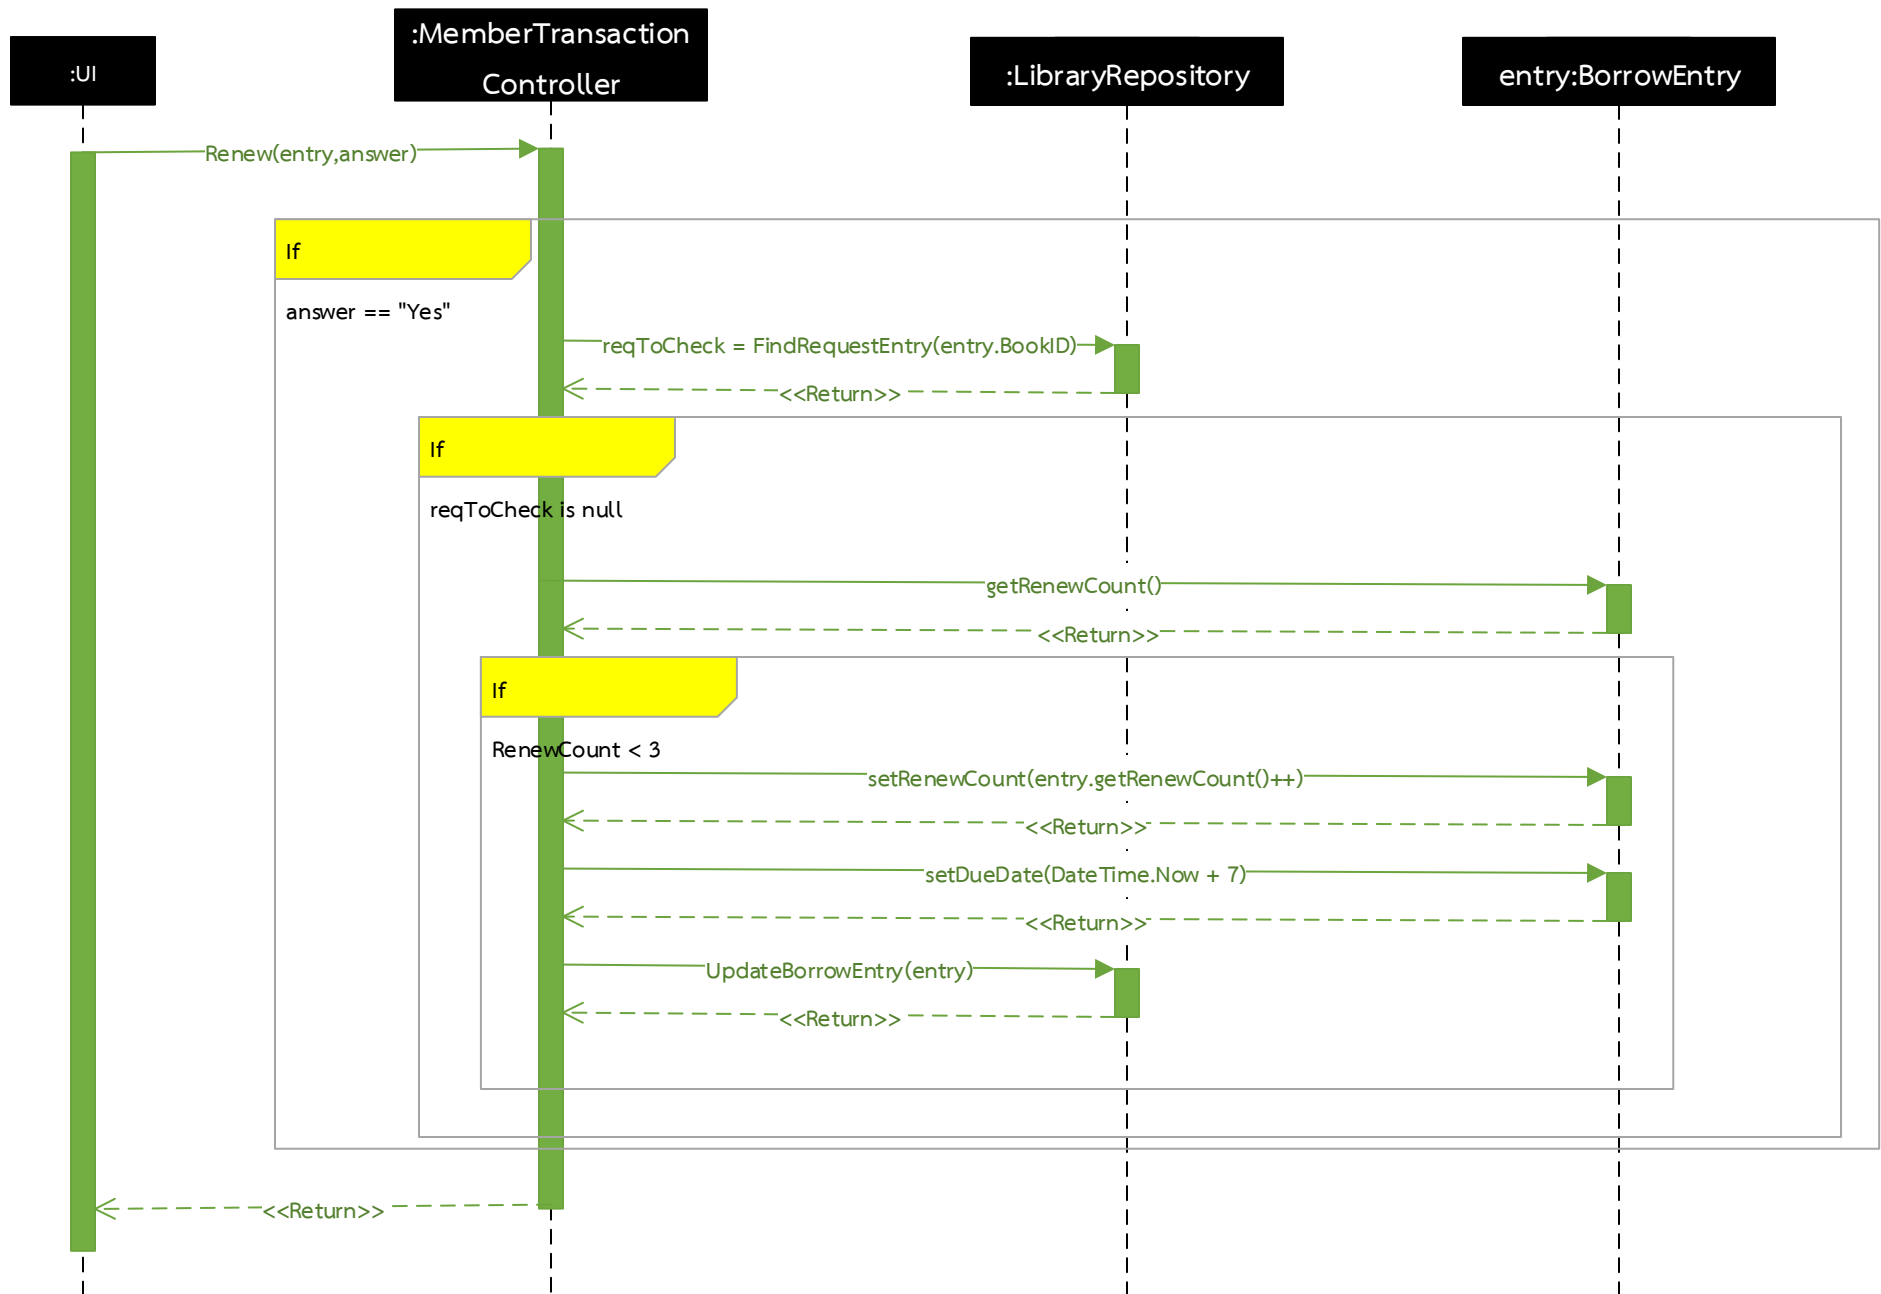 :UI
:MemberTransaction
Controller
:LibraryRepository
entry:BorrowEntry
Renew(entry,answer)
If
answer == "Yes"
reqToCheck = FindRequestEntry(entry.BookID)
<<Return>>
If
reqToCheck is null
getRenewCount()
<<Return>>
If
RenewCount < 3
setRenewCount(entry.getRenewCount()++)
<<Return>>
setDueDate(DateTime.Now + 7)
<<Return>>
UpdateBorrowEntry(entry)
<<Return>>
<<Return>>